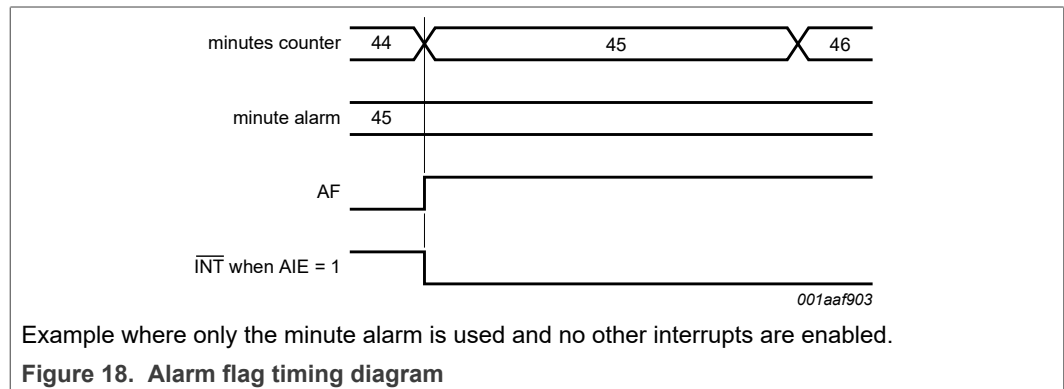 minutes counter 44 45 46
minute alarm 45
AF
INT when AIE = 1
001aaf903
Example where only the minute alarm is used and no other interrupts are enabled.
Figure 18. Alarm flag timing diagram